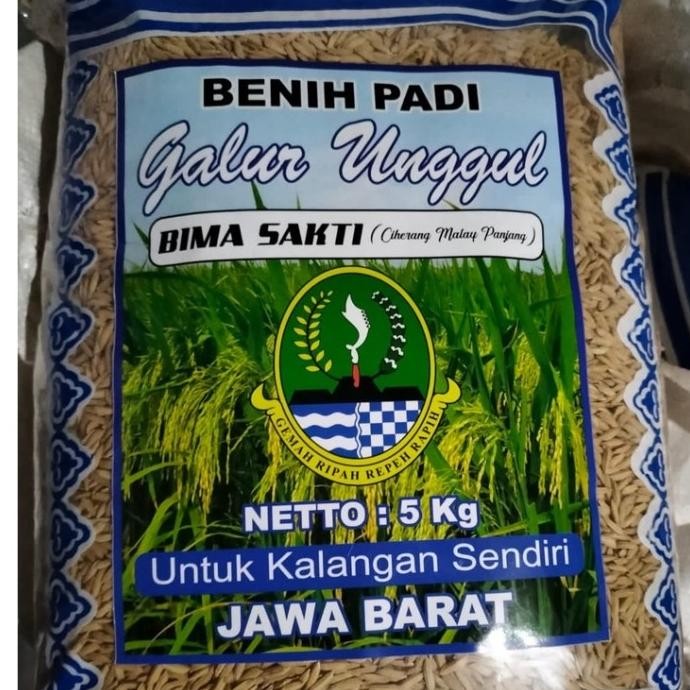 BENIH PADI
Galur Unggul
BIMA SAKTI (Ciherang Malay Panjang)
GEMAH RIPAH REPEH RAPIH
NETTO : 5 Kg
Untuk Kalangan Sendiri
JAWA BARAT